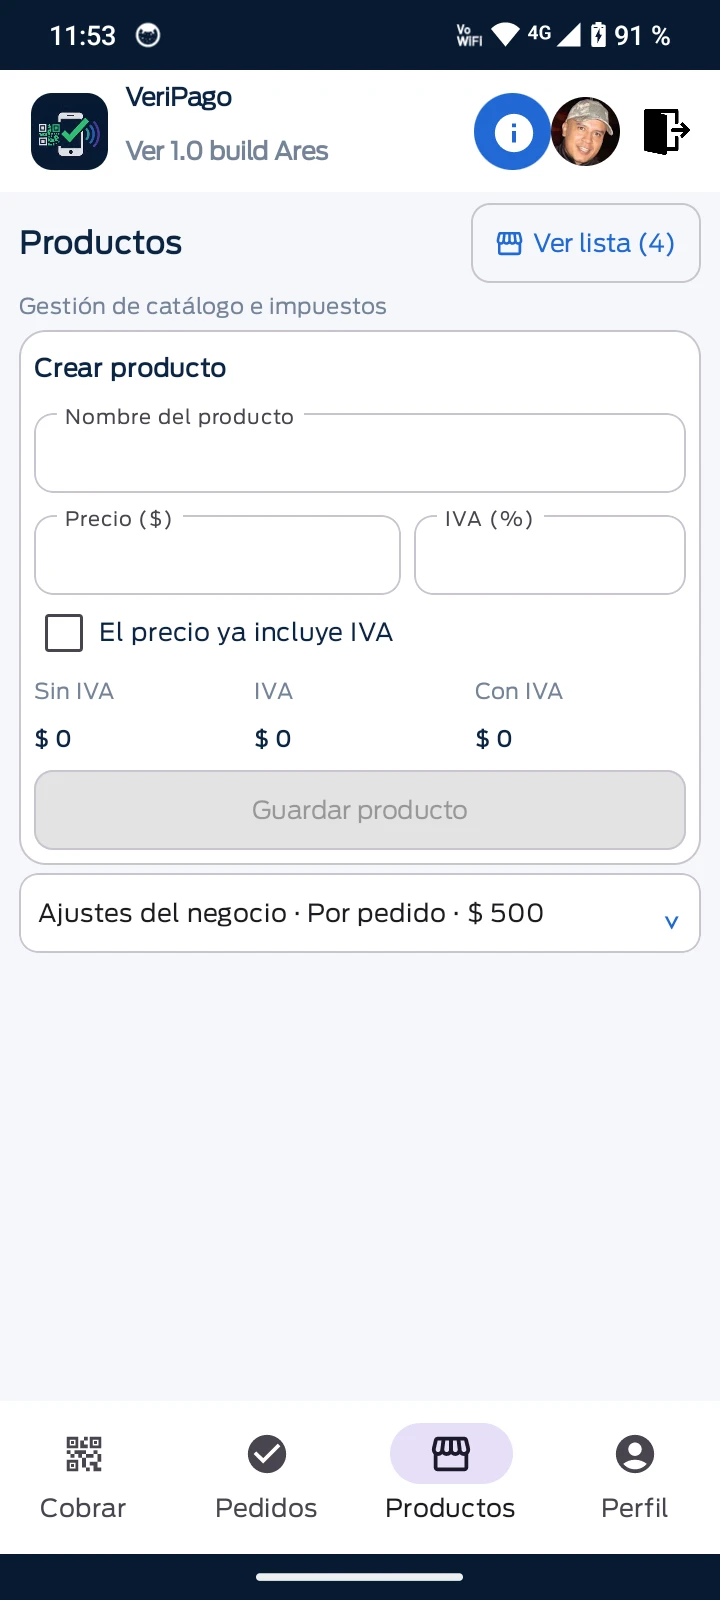 11:53
Vo WIFI 4G 91 %
VeriPago
Ver 1.0 build Ares
Productos
Ver lista (4)
Gestión de catálogo e impuestos
Crear producto
Nombre del producto
Precio ($) IVA (%)
El precio ya incluye IVA
Sin IVA IVA Con IVA
$ 0 $ 0 $ 0
Guardar producto
Ajustes del negocio · Por pedido · $ 500
Cobrar Pedidos Productos Perfil